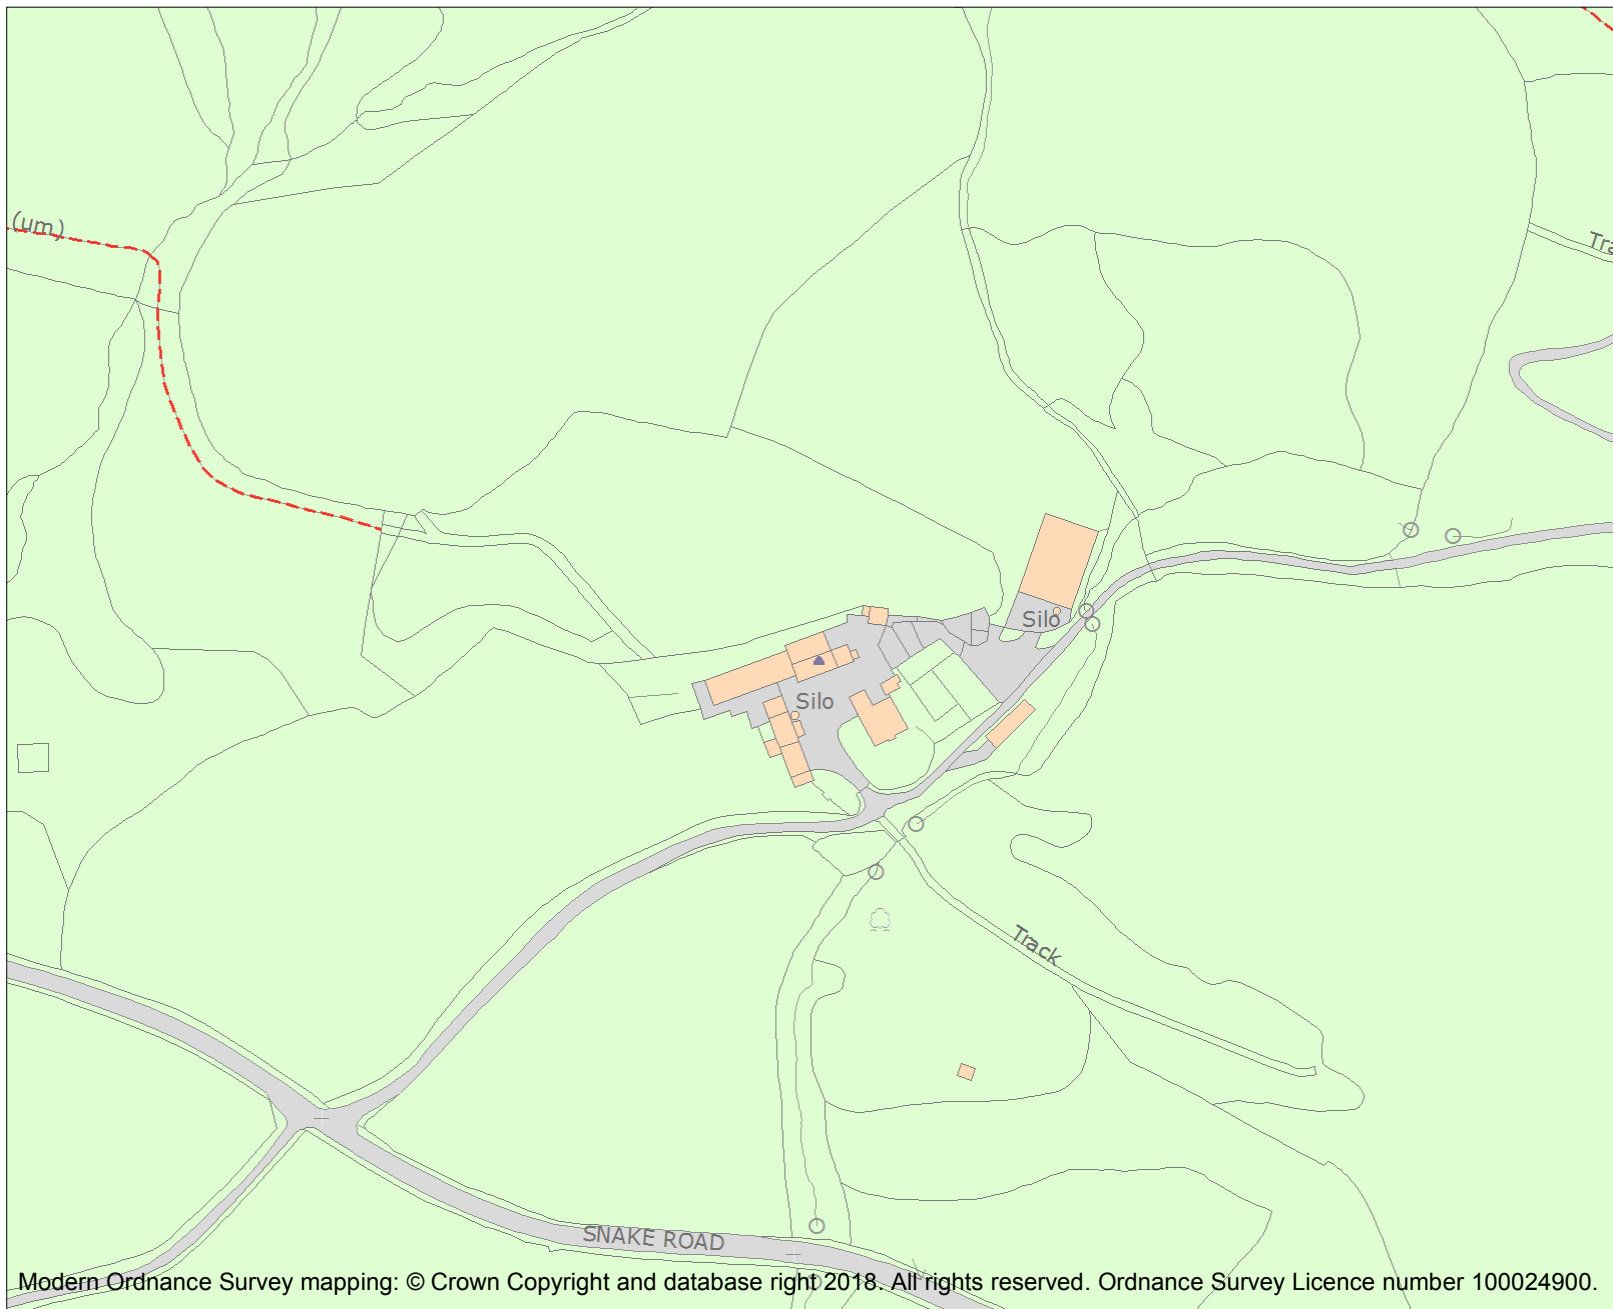 (um)
Tra
Silo
Silo
Track
SNAKE ROAD
Modern Ordnance Survey mapping: © Crown Copyright and database right 2018. All rights reserved. Ordnance Survey Licence number 100024900.